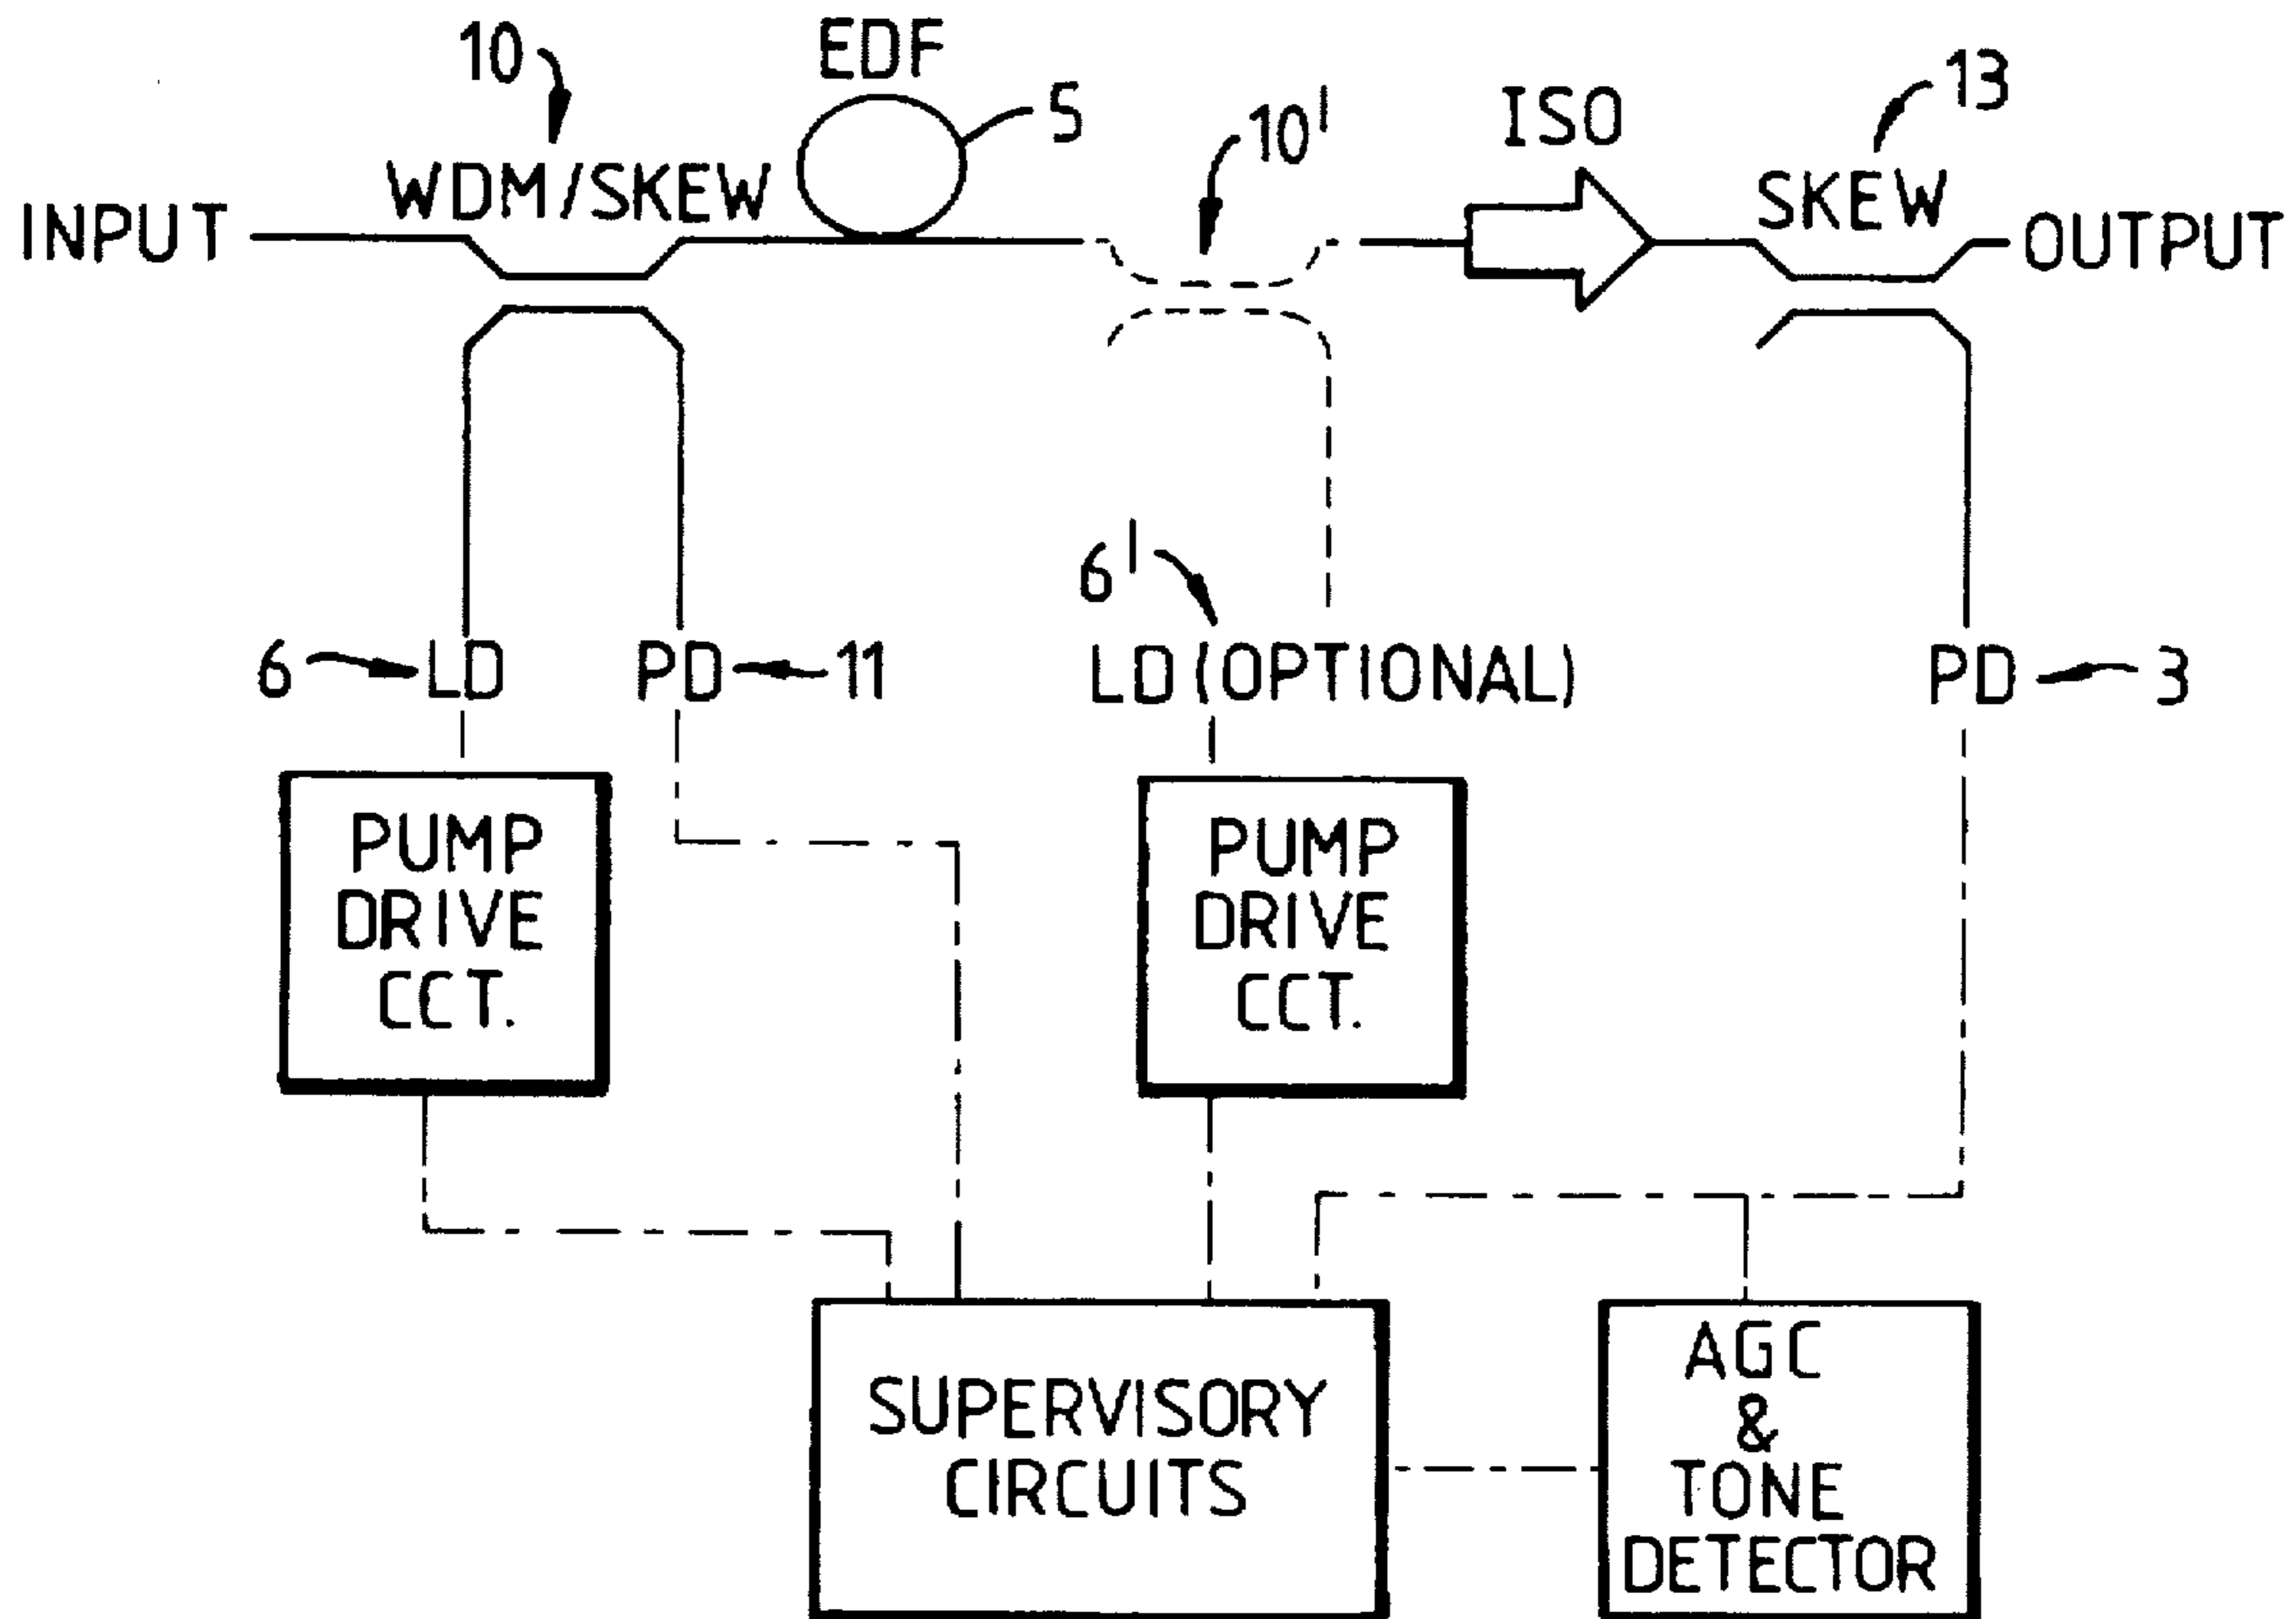 10
EDF
5
10'
ISO
13
WDM/SKEW
SKEW
INPUT
OUTPUT
6
LD
PD
11
6'
LD (OPTIONAL)
PD
3
PUMP
DRIVE
CCT.
PUMP
DRIVE
CCT.
SUPERVISORY
CIRCUITS
AGC
&
TONE
DETECTOR